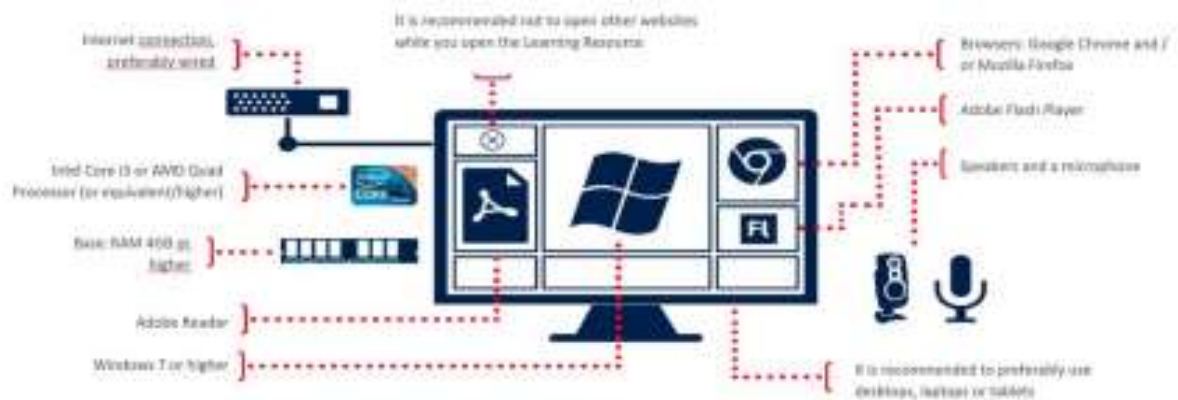 It is recommended not to open other websites
while you open the Learning Resource
Internet connection,
preferably wired
Browsers: Google Chrome and /
or Mozilla Firefox
Adobe Flash Player
Intel Core i3 or AMD Quad
Processor (or equivalent/higher)
Speakers and a microphone
Base: RAM 4GB or
higher
Fl
Adobe Reader
Windows 7 or higher
It is recommended to preferably use
desktops, laptops or tablets